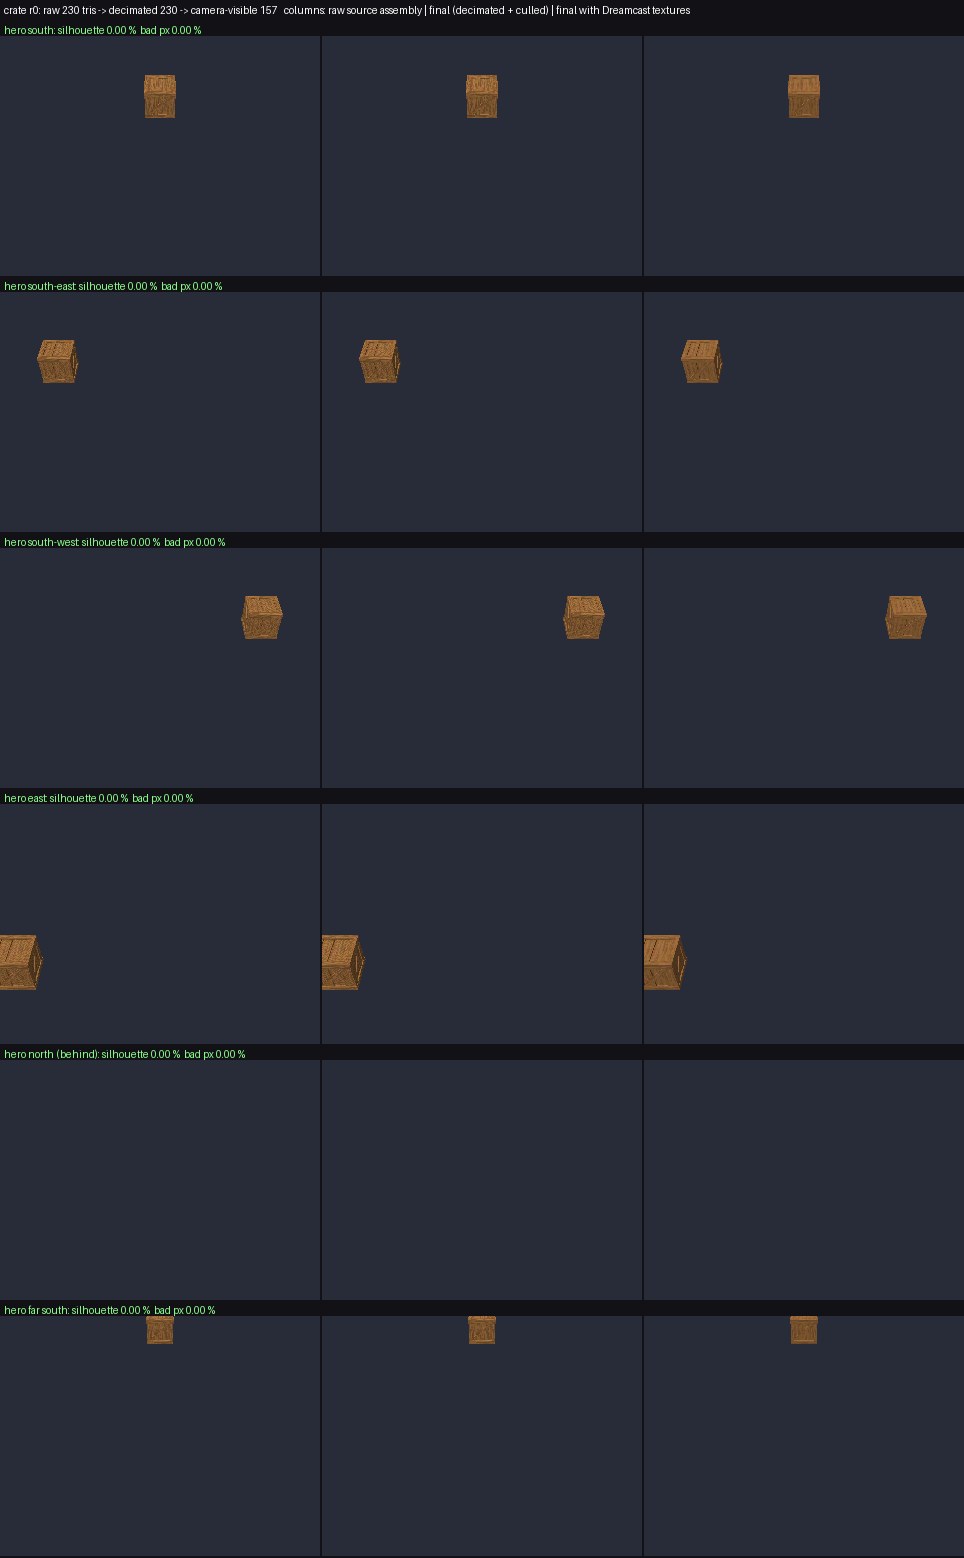 crate r0: raw 230 tris -> decimated 230 -> camera-visible 157   columns: raw source assembly | final (decimated + culled) | final with Dreamcast textures
hero south: silhouette 0.00 %  bad px 0.00 %
hero south-east: silhouette 0.00 %  bad px 0.00 %
hero south-west: silhouette 0.00 %  bad px 0.00 %
hero east: silhouette 0.00 %  bad px 0.00 %
hero north (behind): silhouette 0.00 %  bad px 0.00 %
hero far south: silhouette 0.00 %  bad px 0.00 %